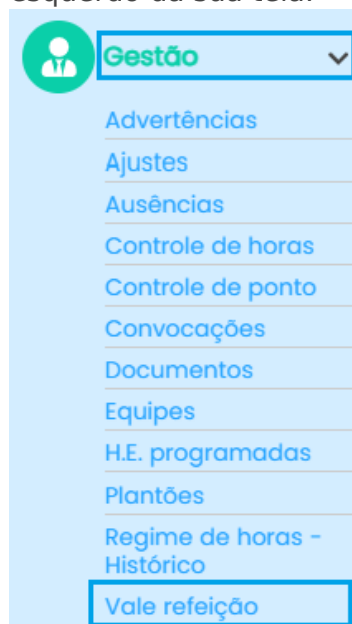 esquerdo da sua tela.
Gestão
Advertências
Ajustes
Ausências
Controle de horas
Controle de ponto
Convocações
Documentos
Equipes
H.E. programadas
Plantões
Regime de horas -
Histórico
Vale refeição